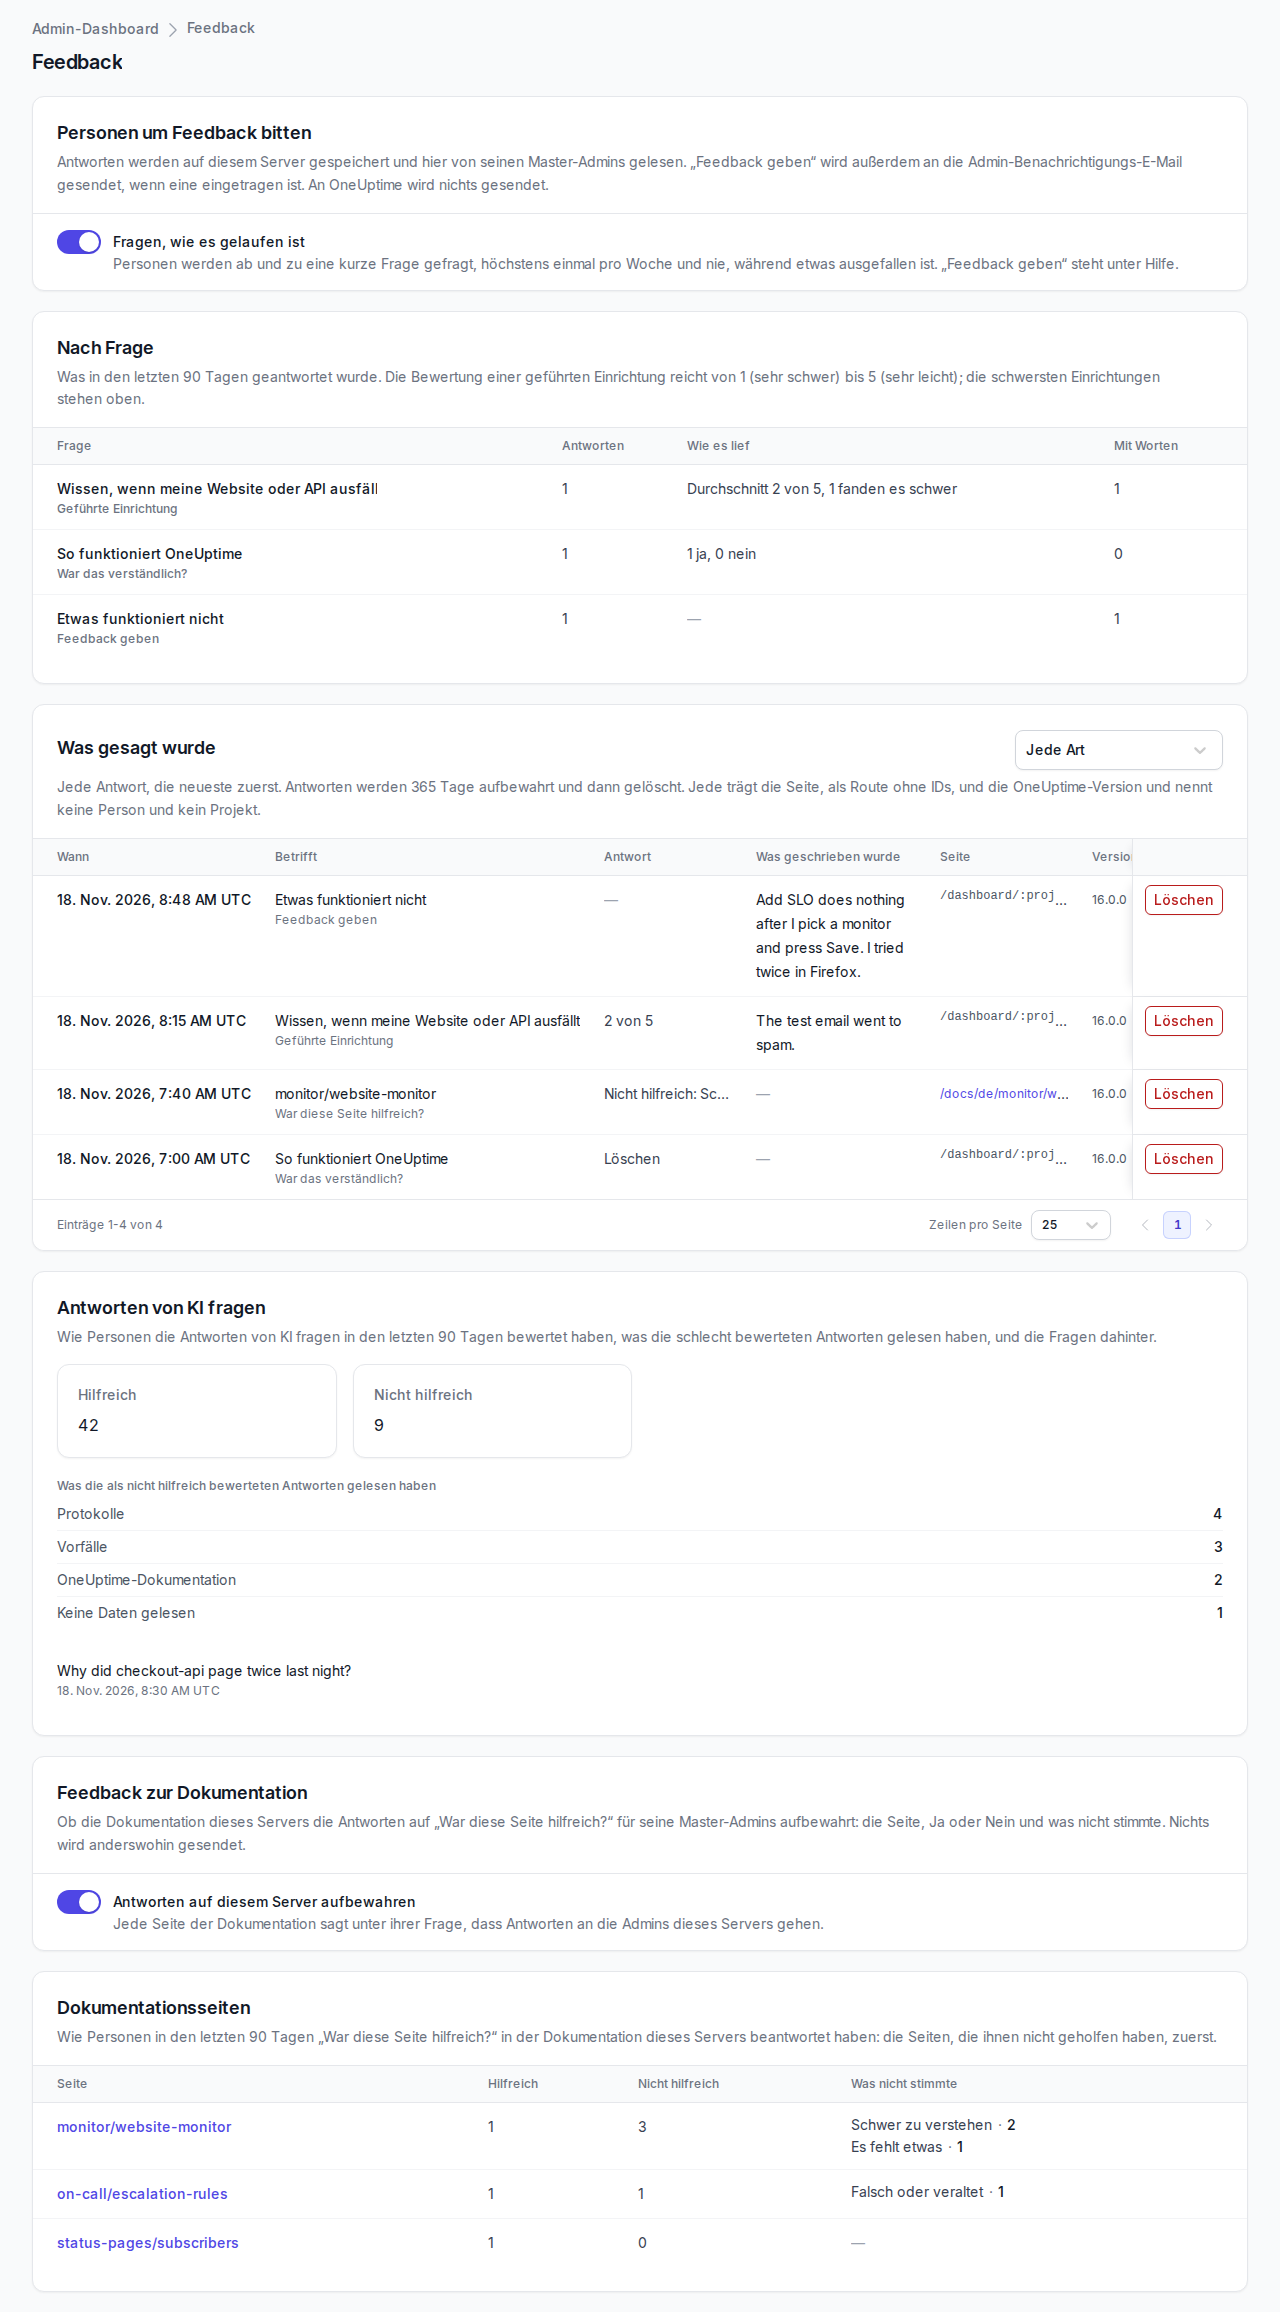 Admin-Dashboard
Feedback
Feedback
Personen um Feedback bitten
Antworten werden auf diesem Server gespeichert und hier von seinen Master-Admins gelesen. „Feedback geben“ wird außerdem an die Admin-Benachrichtigungs-E-Mail
gesendet, wenn eine eingetragen ist. An OneUptime wird nichts gesendet.
Fragen, wie es gelaufen ist
Personen werden ab und zu eine kurze Frage gefragt, höchstens einmal pro Woche und nie, während etwas ausgefallen ist. „Feedback geben“ steht unter Hilfe.
Nach Frage
Was in den letzten 90 Tagen geantwortet wurde. Die Bewertung einer geführten Einrichtung reicht von 1 (sehr schwer) bis 5 (sehr leicht); die schwersten Einrichtungen
stehen oben.
Frage Antworten Wie es lief Mit Worten
Wissen, wenn meine Website oder API ausfäll 1 Durchschnitt 2 von 5, 1 fanden es schwer 1
Geführte Einrichtung
So funktioniert OneUptime 1 1 ja, 0 nein 0
War das verständlich?
Etwas funktioniert nicht 1 — 1
Feedback geben
Was gesagt wurde
Jede Art
Jede Antwort, die neueste zuerst. Antworten werden 365 Tage aufbewahrt und dann gelöscht. Jede trägt die Seite, als Route ohne IDs, und die OneUptime-Version und nennt
keine Person und kein Projekt.
Wann Betrifft Antwort Was geschrieben wurde Seite Version
18. Nov. 2026, 8:48 AM UTC Etwas funktioniert nicht — Add SLO does nothing /dashboard/:proj... 16.0.0 Löschen
Feedback geben
after I pick a monitor
and press Save. I tried
twice in Firefox.
18. Nov. 2026, 8:15 AM UTC Wissen, wenn meine Website oder API ausfällt 2 von 5 The test email went to /dashboard/:proj... 16.0.0 Löschen
Geführte Einrichtung
spam.
18. Nov. 2026, 7:40 AM UTC monitor/website-monitor Nicht hilfreich: Sc... — /docs/de/monitor/w... 16.0.0 Löschen
War diese Seite hilfreich?
18. Nov. 2026, 7:00 AM UTC So funktioniert OneUptime Löschen — /dashboard/:proj... 16.0.0 Löschen
War das verständlich?
Einträge 1-4 von 4 Zeilen pro Seite 25 1
Antworten von KI fragen
Wie Personen die Antworten von KI fragen in den letzten 90 Tagen bewertet haben, was die schlecht bewerteten Antworten gelesen haben, und die Fragen dahinter.
Hilfreich
42
Nicht hilfreich
9
Was die als nicht hilfreich bewerteten Antworten gelesen haben
Protokolle 4
Vorfälle 3
OneUptime-Dokumentation 2
Keine Daten gelesen 1
Why did checkout-api page twice last night?
18. Nov. 2026, 8:30 AM UTC
Feedback zur Dokumentation
Ob die Dokumentation dieses Servers die Antworten auf „War diese Seite hilfreich?“ für seine Master-Admins aufbewahrt: die Seite, Ja oder Nein und was nicht stimmte. Nichts
wird anderswohin gesendet.
Antworten auf diesem Server aufbewahren
Jede Seite der Dokumentation sagt unter ihrer Frage, dass Antworten an die Admins dieses Servers gehen.
Dokumentationsseiten
Wie Personen in den letzten 90 Tagen „War diese Seite hilfreich?“ in der Dokumentation dieses Servers beantwortet haben: die Seiten, die ihnen nicht geholfen haben, zuerst.
Seite Hilfreich Nicht hilfreich Was nicht stimmte
monitor/website-monitor 1 3 Schwer zu verstehen · 2
Es fehlt etwas · 1
on-call/escalation-rules 1 1 Falsch oder veraltet · 1
status-pages/subscribers 1 0 —